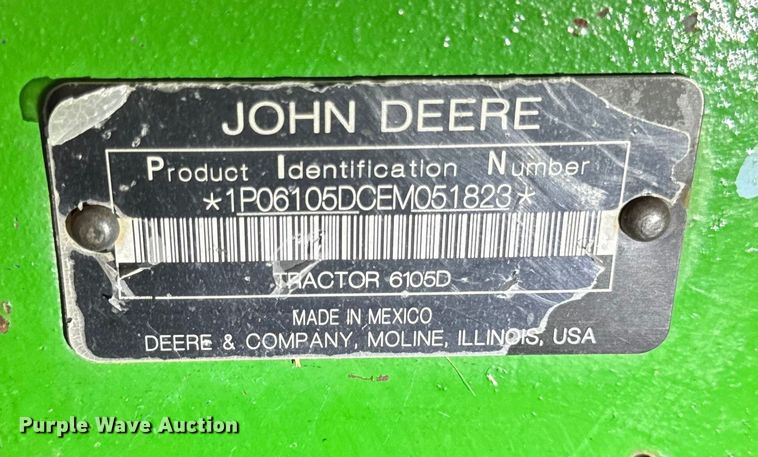 JOHN DEERE
Product Identification Number
*1P06105DCEM051823*
TRACTOR 6105D
MADE IN MEXICO
DEERE & COMPANY, MOLINE, ILLINOIS, USA
Purple Wave Auction